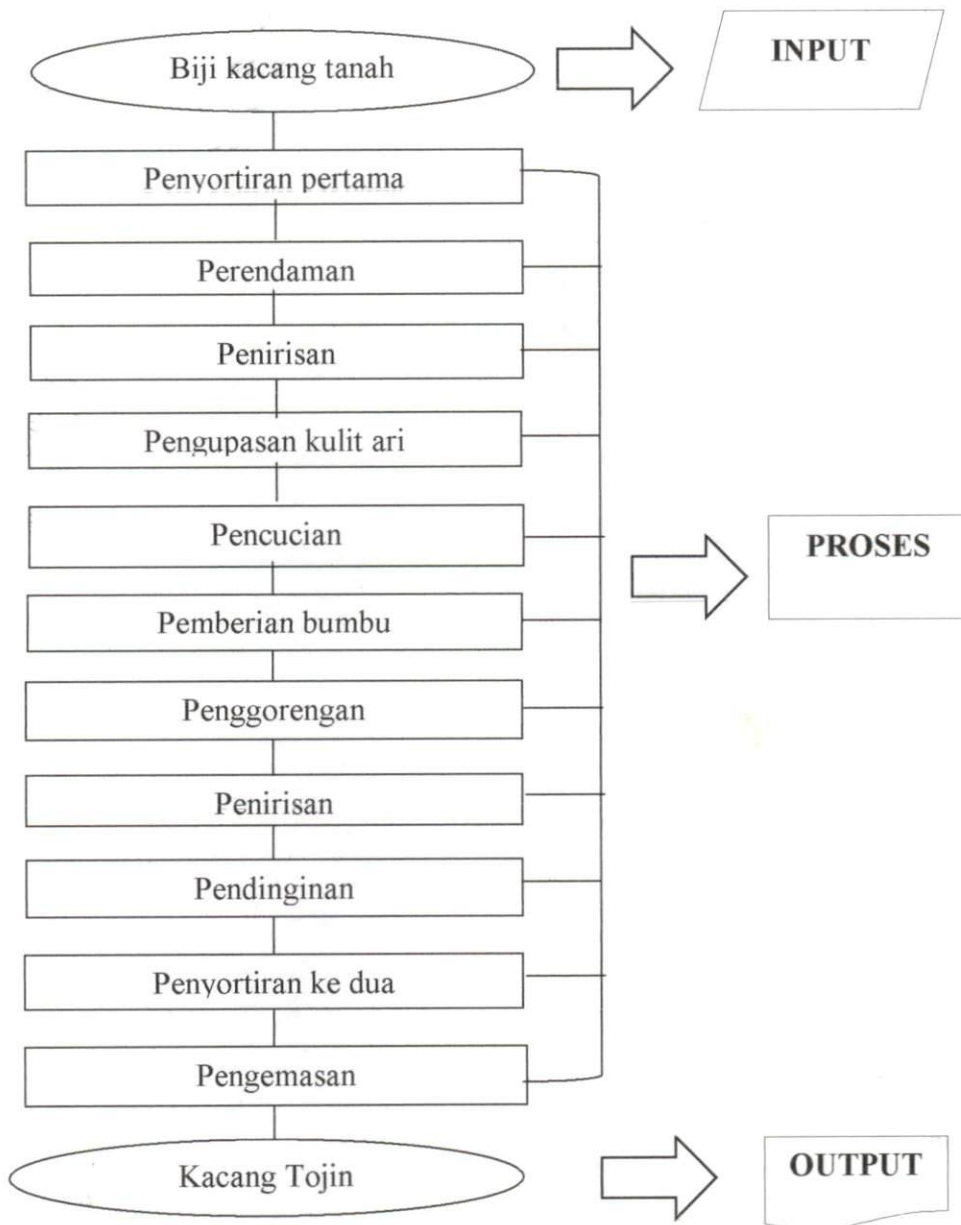 Biji kacang tanah
INPUT
Penyortiran pertama
Perendaman
Penirisan
Pengupasan kulit ari
Pencucian
PROSES
Pemberian bumbu
Penggorengan
Penirisan
Pendinginan
Penyortiran ke dua
Pengemasan
Kacang Tojin
OUTPUT